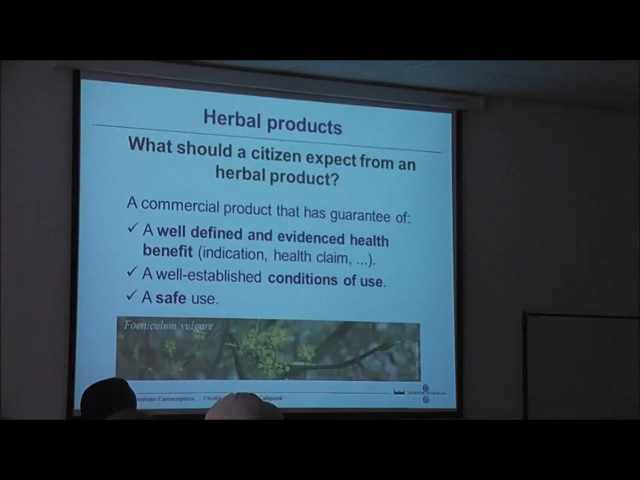 Herbal products
What should a citizen expect from an
herbal product?
A commercial product that has guarantee of:
✓ A well defined and evidenced health
benefit (indication, health claim, ...).
✓ A well-established conditions of use.
✓ A safe use.
Foeniculum vulgare